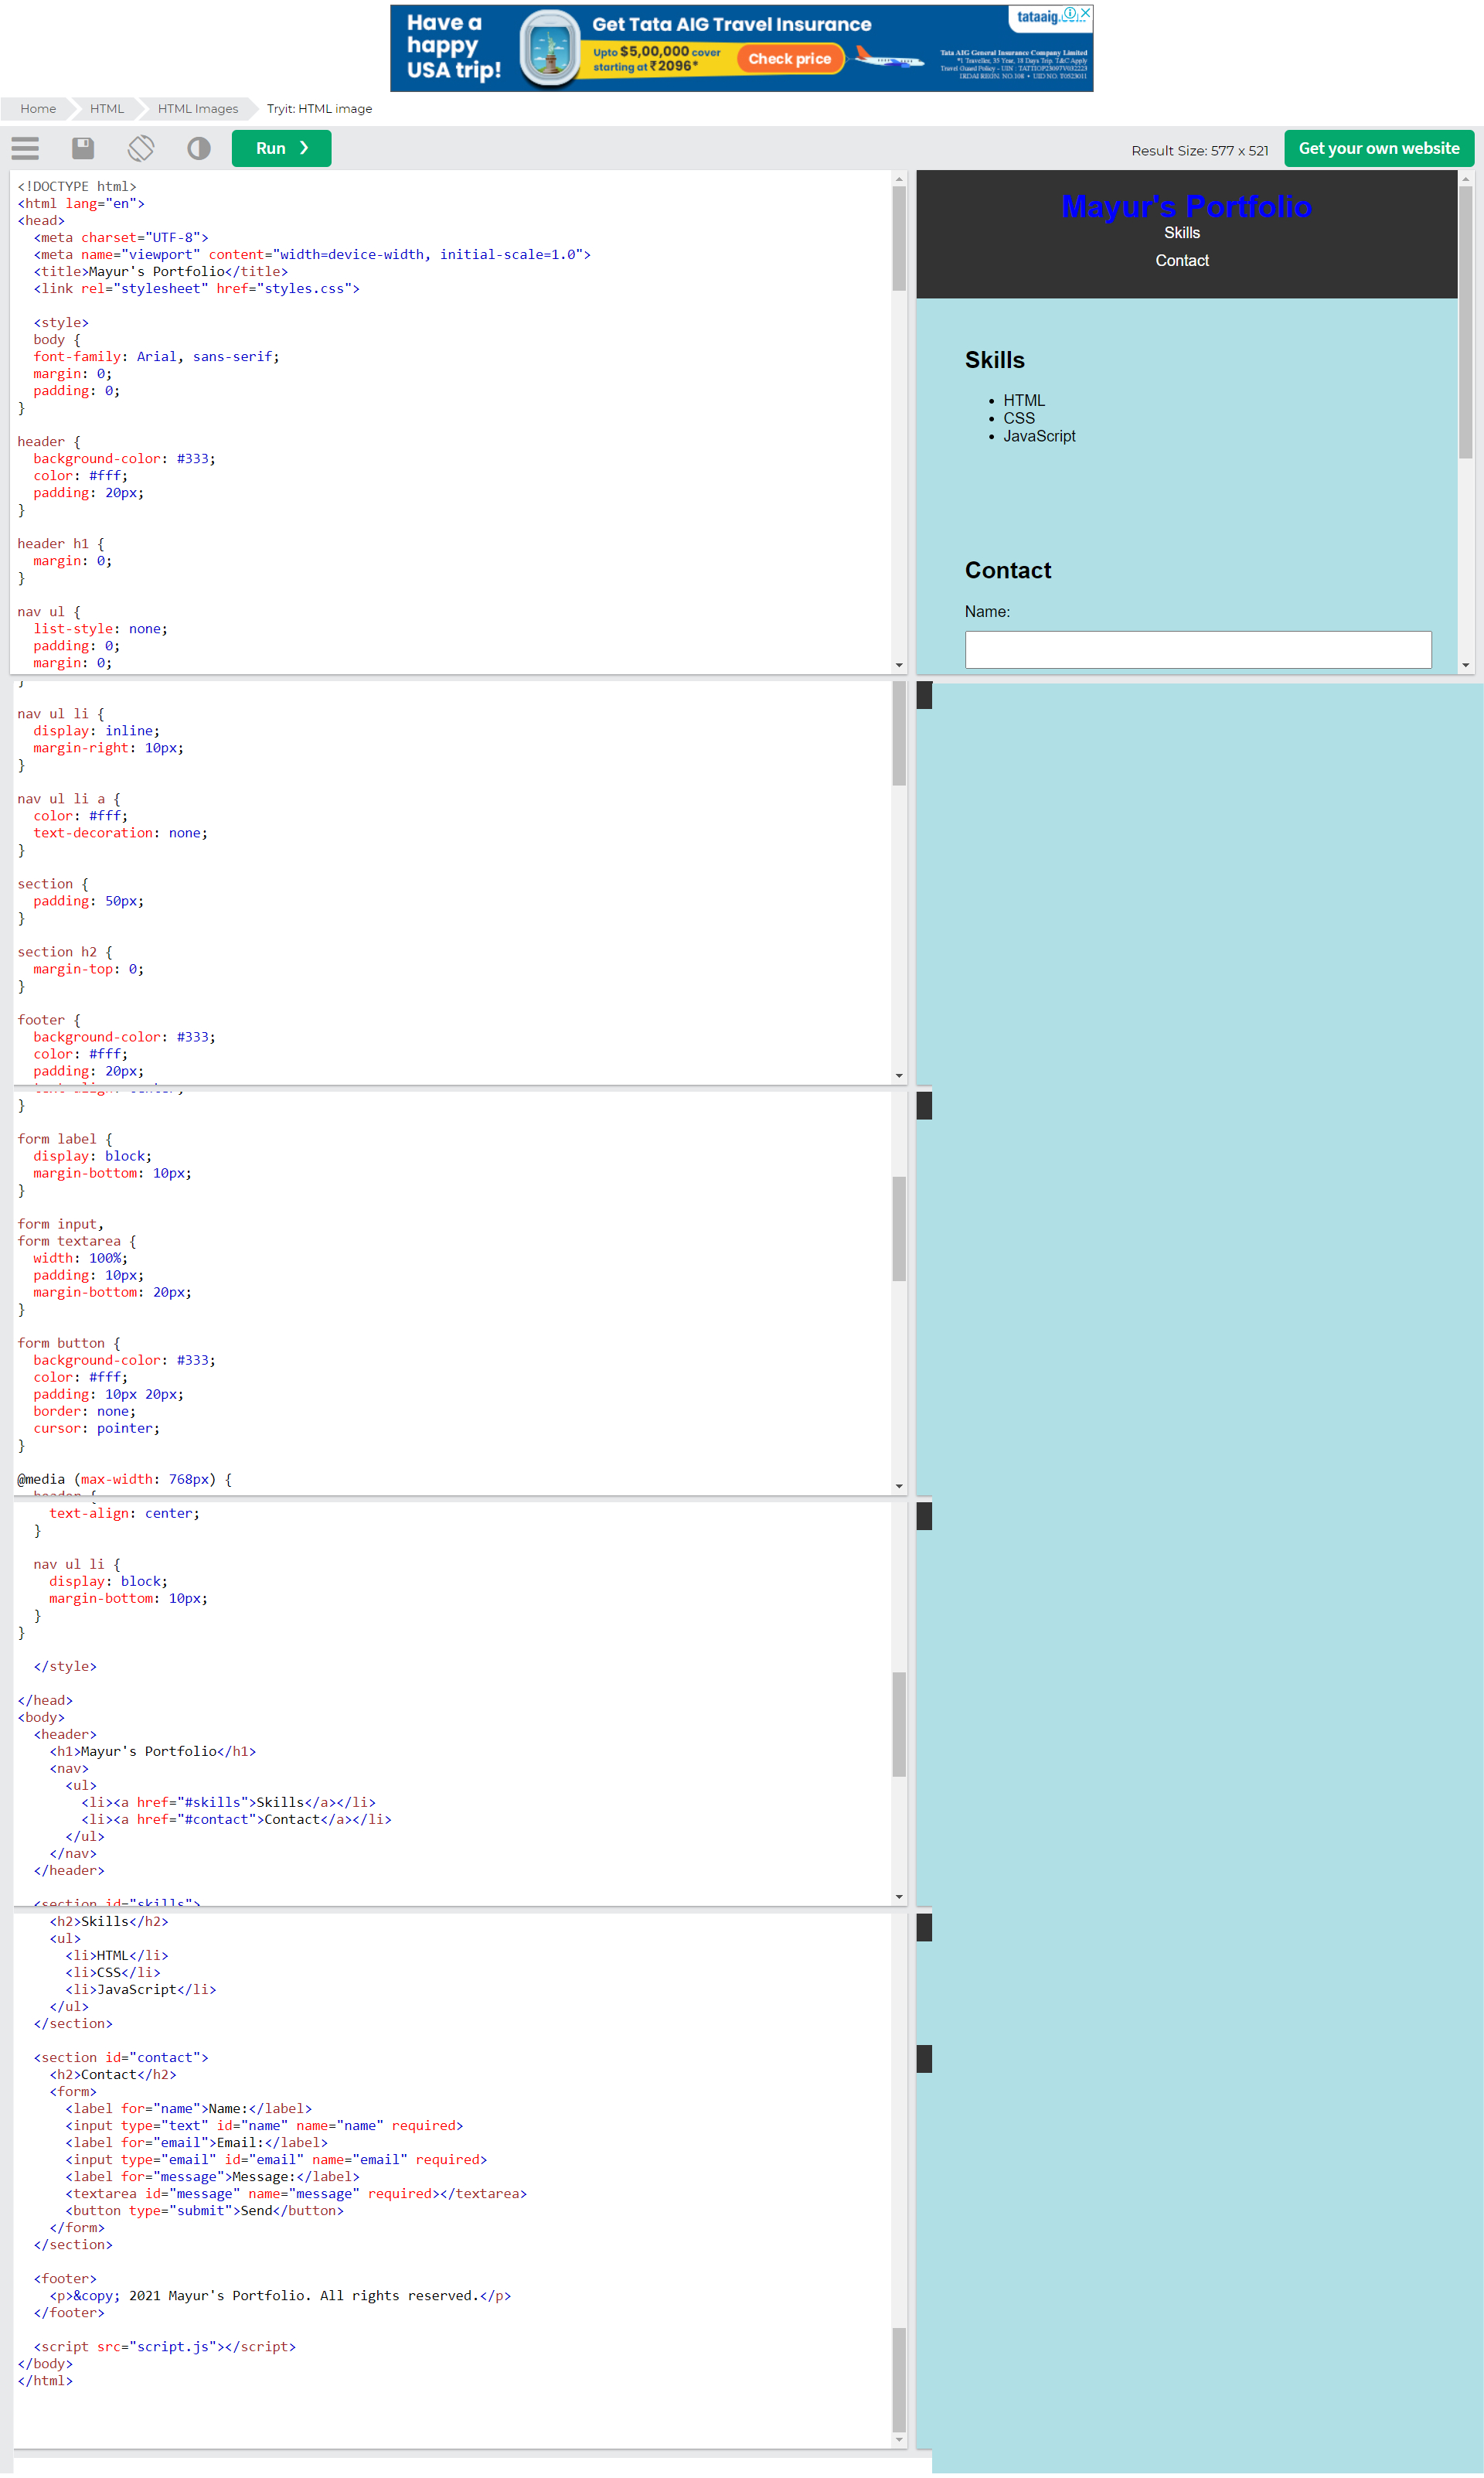 Have a
happy
USA trip!
Get Tata AIG Travel Insurance
Upto $5,00,000 cover
starting at ₹2096*
Check price
Tata AIG General Insurance Company Limited
*1 Traveller, 35 Year, 18 Days Trip. T&C Apply
Home
HTML
HTML Images
Tryit: HTML image
Run ❯
Result Size: 577 x 521
Get your own website
<!DOCTYPE html>
<html lang="en">
<head>
  <meta charset="UTF-8">
  <meta name="viewport" content="width=device-width, initial-scale=1.0">
  <title>Mayur's Portfolio</title>
  <link rel="stylesheet" href="styles.css">
  <style>
  body {
  font-family: Arial, sans-serif;
  margin: 0;
  padding: 0;
}
header {
  background-color: #333;
  color: #fff;
  padding: 20px;
}
header h1 {
  margin: 0;
}
nav ul {
  list-style: none;
  padding: 0;
  margin: 0;
}
nav ul li {
  display: inline;
  margin-right: 10px;
}
nav ul li a {
  color: #fff;
  text-decoration: none;
}
section {
  padding: 50px;
}
section h2 {
  margin-top: 0;
}
footer {
  background-color: #333;
  color: #fff;
  padding: 20px;
  text-align: center;
}
form label {
  display: block;
  margin-bottom: 10px;
}
form input,
form textarea {
  width: 100%;
  padding: 10px;
  margin-bottom: 20px;
}
form button {
  background-color: #333;
  color: #fff;
  padding: 10px 20px;
  border: none;
  cursor: pointer;
}
@media (max-width: 768px) {
  header {
    text-align: center;
  }
  nav ul li {
    display: block;
    margin-bottom: 10px;
  }
}
  </style>
</head>
<body>
  <header>
    <h1>Mayur's Portfolio</h1>
    <nav>
      <ul>
        <li><a href="#skills">Skills</a></li>
        <li><a href="#contact">Contact</a></li>
      </ul>
    </nav>
  </header>
  <section id="skills">
    <h2>Skills</h2>
    <ul>
      <li>HTML</li>
      <li>CSS</li>
      <li>JavaScript</li>
    </ul>
  </section>
  <section id="contact">
    <h2>Contact</h2>
    <form>
      <label for="name">Name:</label>
      <input type="text" id="name" name="name" required>
      <label for="email">Email:</label>
      <input type="email" id="email" name="email" required>
      <label for="message">Message:</label>
      <textarea id="message" name="message" required></textarea>
      <button type="submit">Send</button>
    </form>
  </section>
  <footer>
    <p>&copy; 2021 Mayur's Portfolio. All rights reserved.</p>
  </footer>
  <script src="script.js"></script>
</body>
</html>
Mayur's Portfolio
Skills
Contact
Skills
• HTML
• CSS
• JavaScript
Contact
Name: